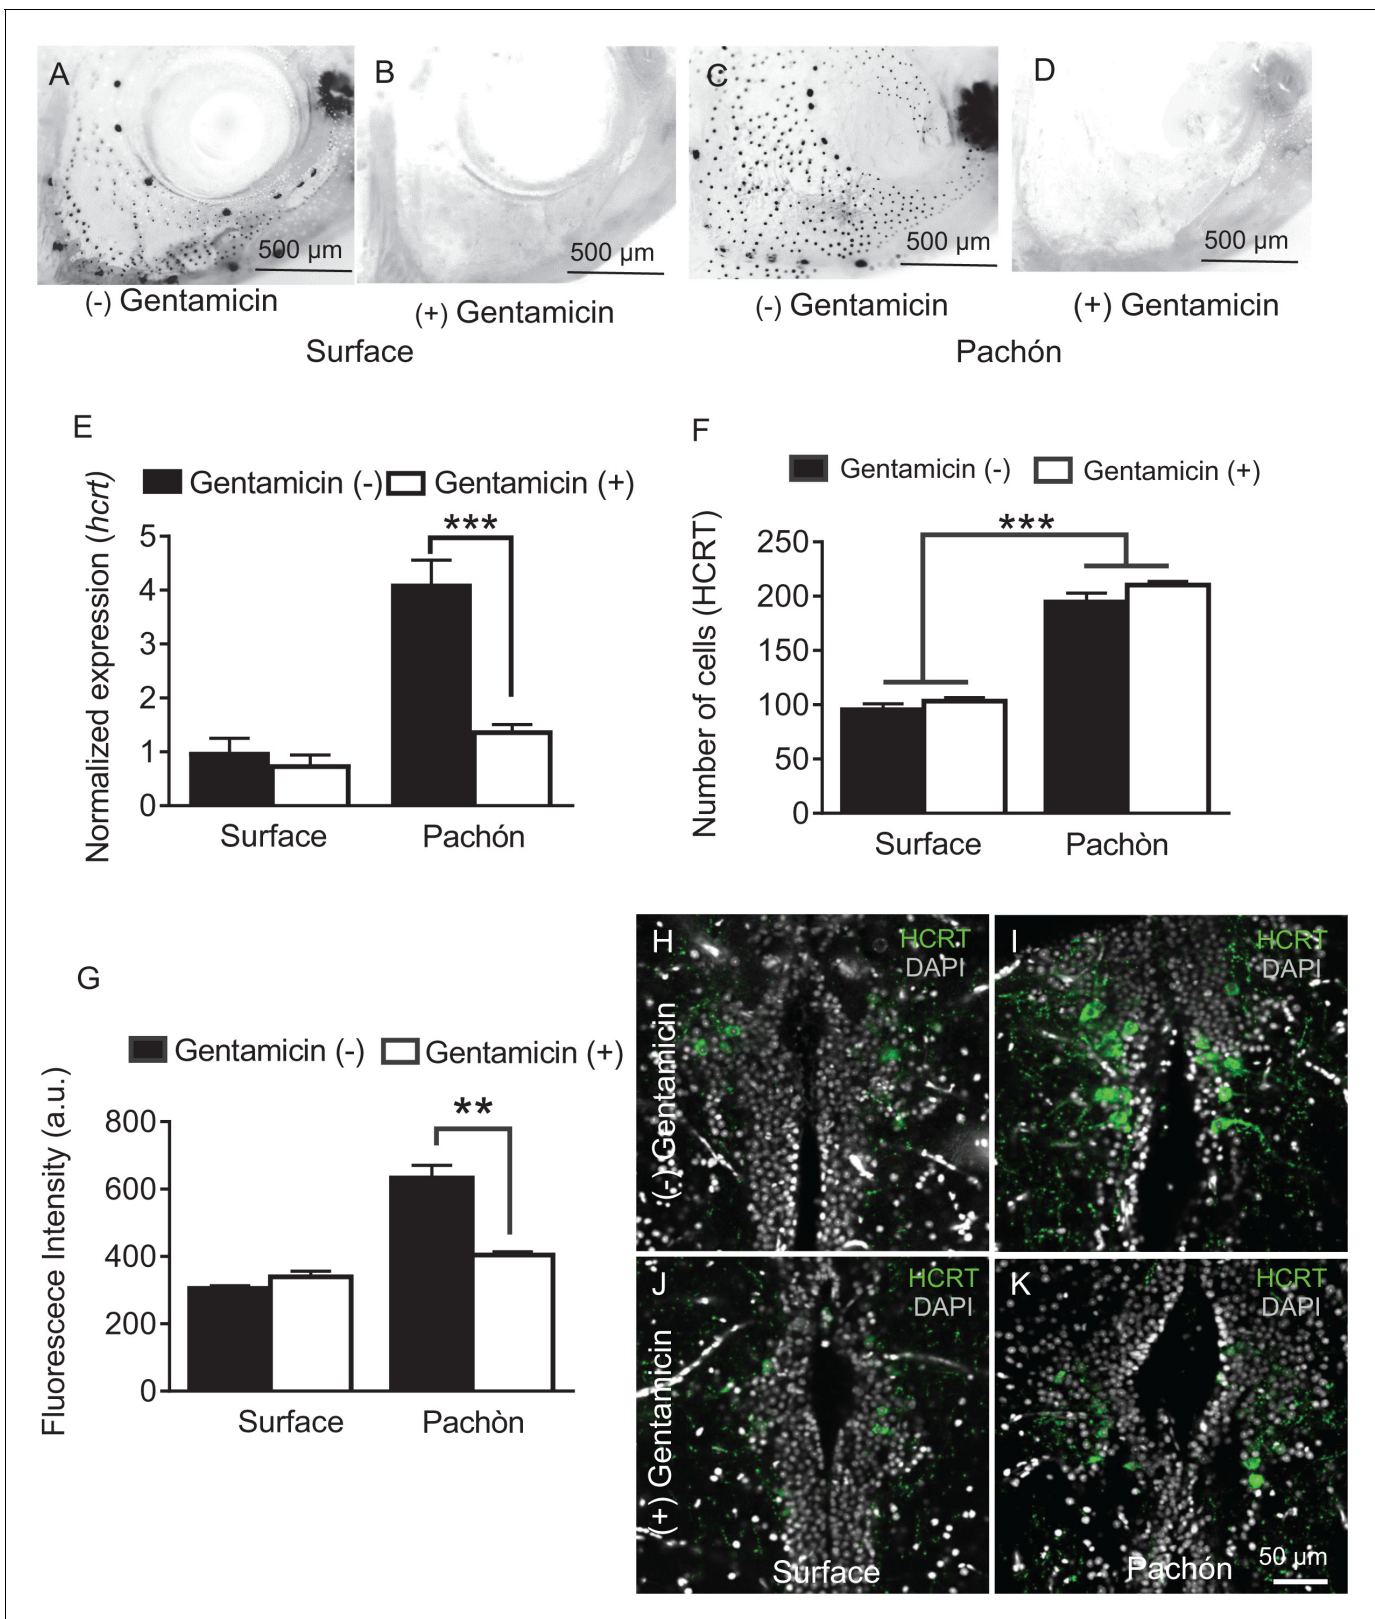 A
B
C
D
500 µm
500 µm
500 µm
500 µm
(-) Gentamicin
(+) Gentamicin
(-) Gentamicin
(+) Gentamicin
Surface
Pachón
E
Gentamicin (-)
Gentamicin (+)
***
Normalized expression (hcrt)
5
4
3
2
1
0
Surface
Pachón
F
Gentamicin (-)
Gentamicin (+)
***
Number of cells (HCRT)
250
200
150
100
50
0
Surface
Pachòn
G
Gentamicin (-)
Gentamicin (+)
**
Fluorescece Intensity (a.u.)
800
600
400
200
0
Surface
Pachòn
(-) Gentamicin
H
HCRT
DAPI
I
HCRT
DAPI
(+) Gentamicin
J
HCRT
DAPI
Surface
K
HCRT
DAPI
Pachón
50 µm